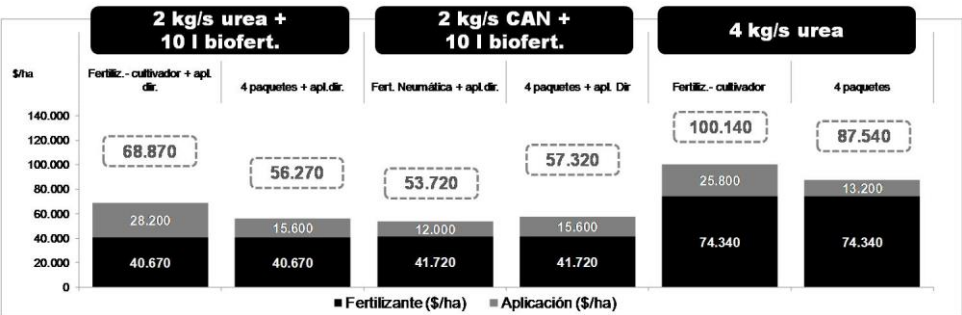 2 kg/s urea +
10 l biofert.
2 kg/s CAN +
10 l biofert.
4 kg/s urea
$/ha
Fertiliz.- cultivador + apl. dir.
4 paquetes + apl.dir.
Fert. Neumática + apl.dir.
4 paquetes + apl. Dir
Fertiliz.- cultivador
4 paquetes
140.000
120.000
100.000
80.000
60.000
40.000
20.000
0
68.870
56.270
53.720
57.320
100.140
87.540
28.200
15.600
12.000
15.600
25.800
13.200
40.670
40.670
41.720
41.720
74.340
74.340
Fertilizante ($/ha)
Aplicación ($/ha)